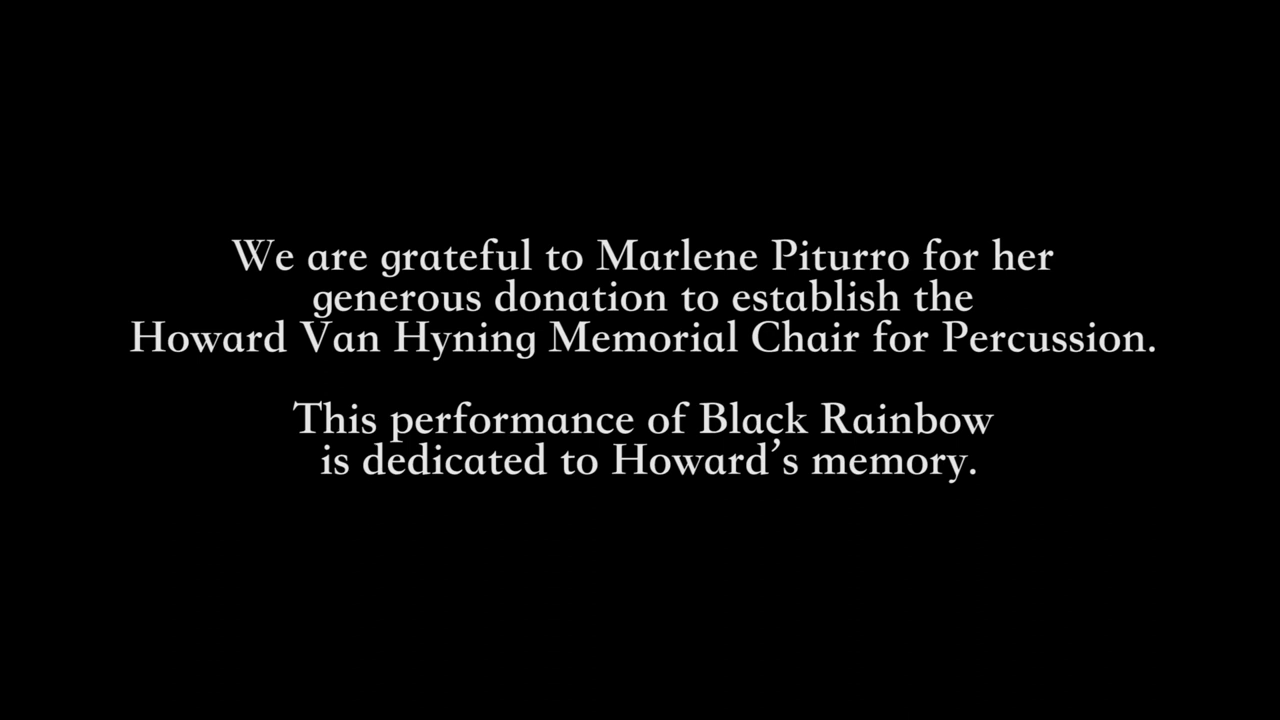 We are grateful to Marlene Piturro for her
generous donation to establish the
Howard Van Hyning Memorial Chair for Percussion.
This performance of Black Rainbow
is dedicated to Howard’s memory.